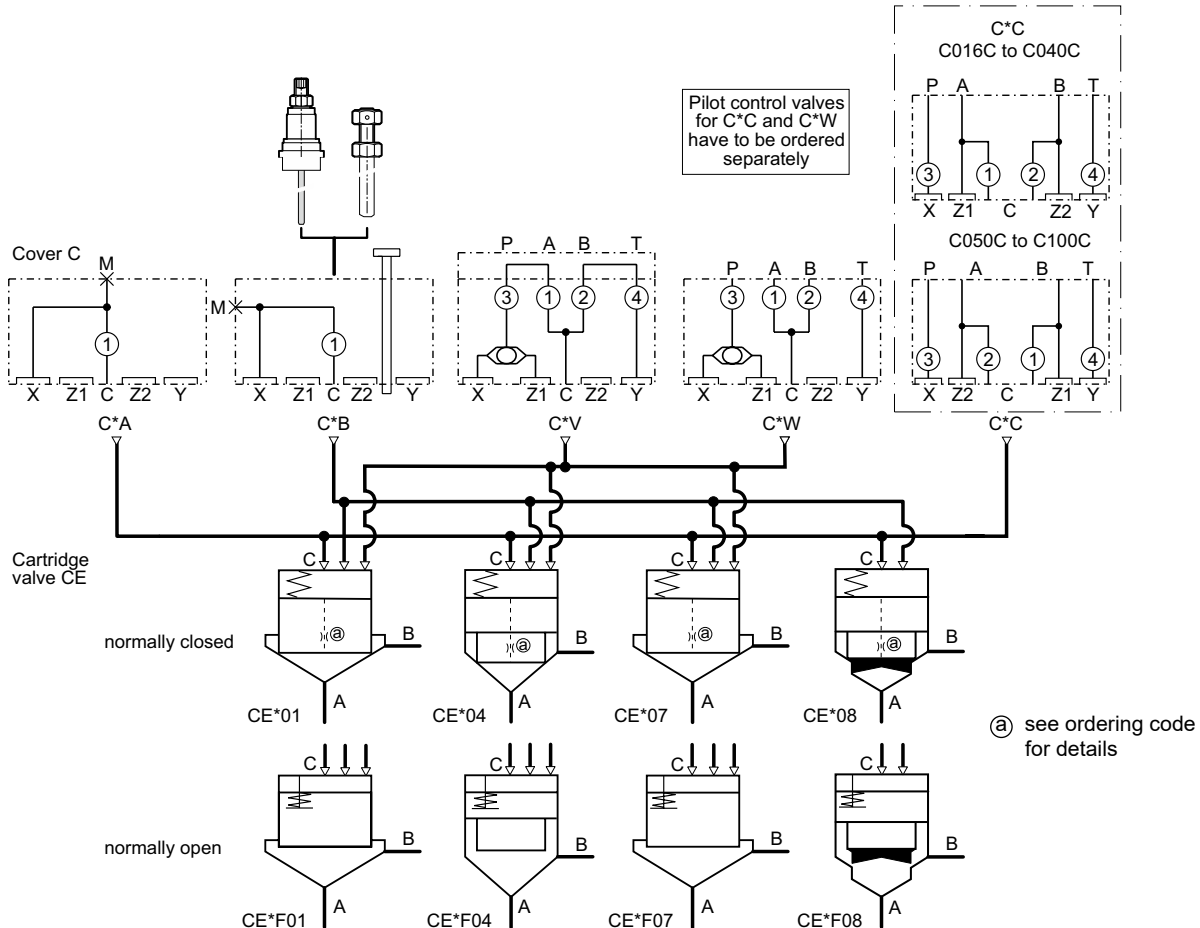 C*C
C016C to C040C
P A B T
3 1 2 4
X Z1 C Z2 Y
C050C to C100C
P A B T
3 2 1 4
X Z2 C Z1 Y
C*C
Pilot control valves
for C*C and C*W
have to be ordered
separately
Cover C
M
1
X Z1 C Z2 Y
C*A
M
1
X Z1 C Z2 Y
C*B
P A B T
3 1 2 4
X Z1 C Z2 Y
C*V
P A B T
3 1 2 4
X Z1 C Z2 Y
C*W
Cartridge
valve CE
normally closed
C
a
B
A
CE*01
C
a
B
A
CE*04
C
a
B
A
CE*07
C
a
B
A
CE*08
a see ordering code
for details
normally open
C
B
A
CE*F01
C
B
A
CE*F04
C
B
A
CE*F07
C
B
A
CE*F08